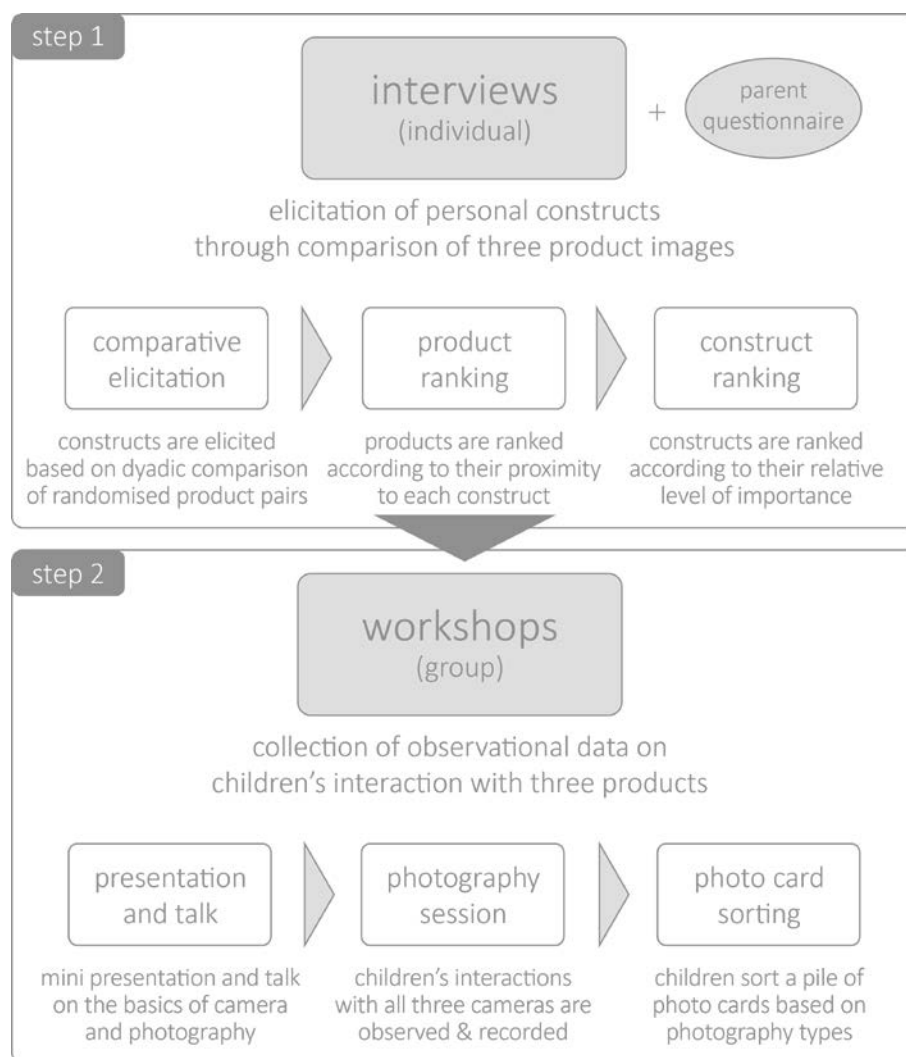 step 1
interviews
(individual)
+
parent
questionnaire
elicitation of personal constructs
through comparison of three product images
comparative
elicitation
product
ranking
construct
ranking
constructs are elicited
based on dyadic comparison
of randomised product pairs
products are ranked
according to their proximity
to each construct
constructs are ranked
according to their relative
level of importance
step 2
workshops
(group)
collection of observational data on
children's interaction with three products
presentation
and talk
photography
session
photo card
sorting
mini presentation and talk
on the basics of camera
and photography
children's interactions
with all three cameras are
observed & recorded
children sort a pile of
photo cards based on
photography types